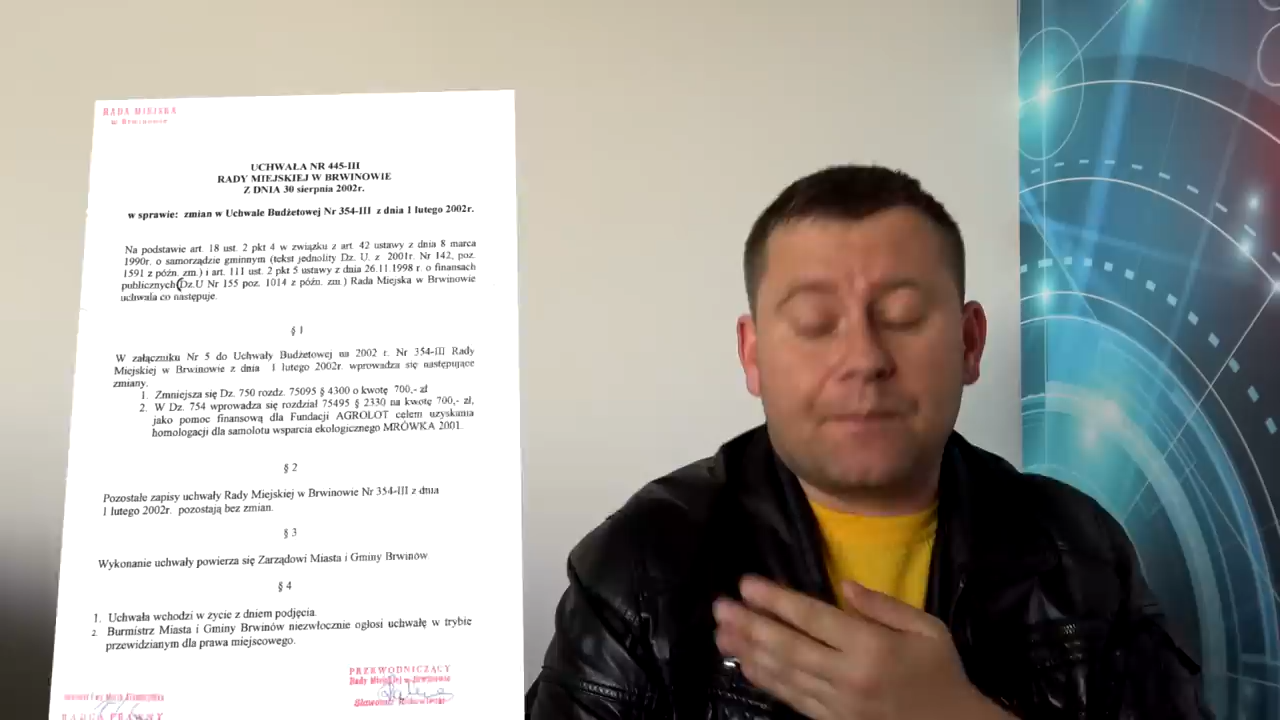 RADA MIEJSKA
w Brwinowie
UCHWAŁA NR 445-III
RADY MIEJSKIEJ W BRWINOWIE
Z DNIA 30 sierpnia 2002r.
w sprawie: zmian w Uchwale Budżetowej Nr 354-III z dnia 1 lutego 2002r.
Na podstawie art. 18 ust. 2 pkt 4 w związku z art. 42 ustawy z dnia 8 marca
1990r. o samorządzie gminnym (tekst jednolity Dz. U. z 2001r. Nr 142, poz.
1591 z późn. zm.) i art. 111 ust. 2 pkt 5 ustawy z dnia 26.11.1998 r. o finansach
publicznych (Dz.U Nr 155 poz. 1014 z późn. zm.) Rada Miejska w Brwinowie
uchwala co następuje.
§ 1
W załączniku Nr 5 do Uchwały Budżetowej na 2002 r. Nr 354-III Rady
Miejskiej w Brwinowie z dnia 1 lutego 2002r. wprowadza się następujące
zmiany.
1. Zmniejsza się Dz. 750 rozdz. 75095 § 4300 o kwotę 700,- zł
2. W Dz. 754 wprowadza się rozdział 75495 § 2330 na kwotę 700,- zł,
jako pomoc finansową dla Fundacji AGROLOT celem uzyskania
homologacji dla samolotu wsparcia ekologicznego MRÓWKA 2001.
§ 2
Pozostałe zapisy uchwały Rady Miejskiej w Brwinowie Nr 354-III z dnia
1 lutego 2002r. pozostają bez zmian.
§ 3
Wykonanie uchwały powierza się Zarządowi Miasta i Gminy Brwinów
§ 4
1. Uchwała wchodzi w życie z dniem podjęcia.
2. Burmistrz Miasta i Gminy Brwinów niezwłocznie ogłosi uchwałę w trybie
przewidzianym dla prawa miejscowego.
PRZEWODNICZĄCY
Rady Miejskiej w Brwinowie
Sławomir
RADCA PRAWNY